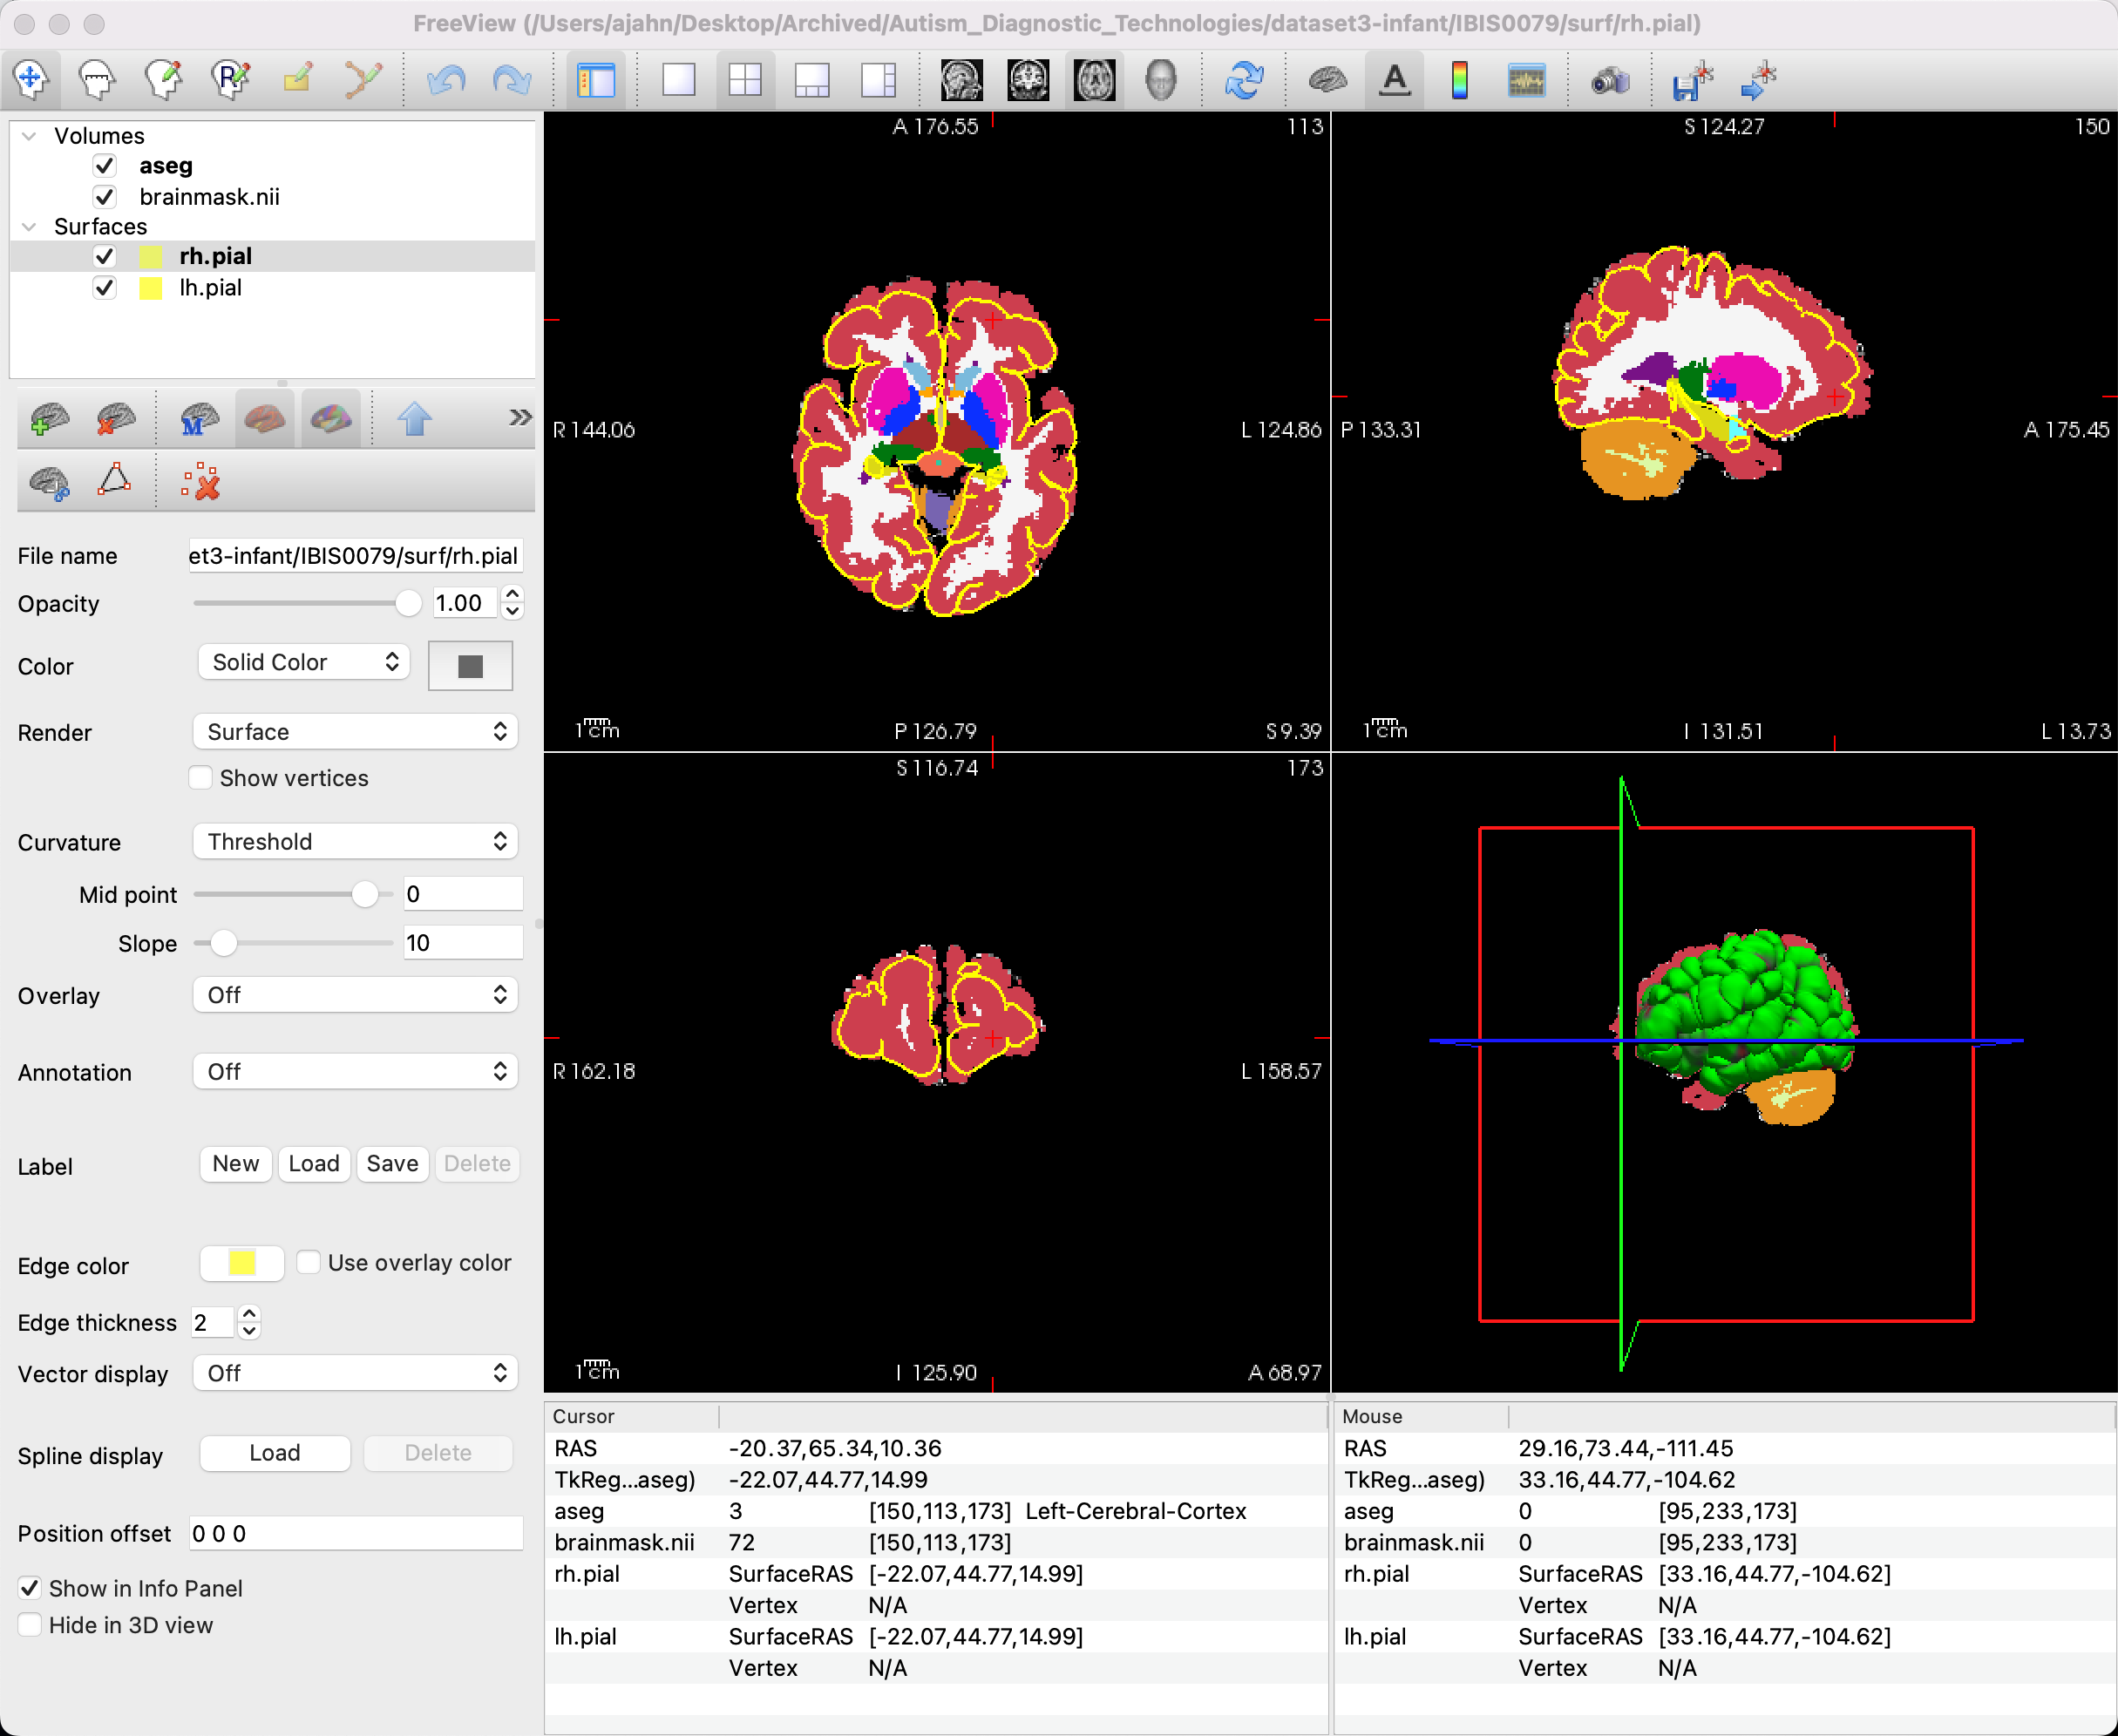 FreeView (/Users/ajahn/Desktop/Archived/Autism_Diagnostic_Technologies/dataset3-infant/IBIS0079/surf/rh.pial)
R
A
Volumes
aseg
brainmask.nii
Surfaces
rh.pial
lh.pial
M
»
File name et3-infant/IBIS0079/surf/rh.pial
Opacity 1.00
Color Solid Color
Render Surface
Show vertices
Curvature Threshold
Mid point 0
Slope 10
Overlay Off
Annotation Off
Label New Load Save Delete
Edge color Use overlay color
Edge thickness 2
Vector display Off
Spline display Load Delete
Position offset 0 0 0
Show in Info Panel
Hide in 3D view
A 176.55 113
R 144.06 L 124.86
1 cm P 126.79 S 9.39
S 124.27 150
P 133.31 A 175.45
1 cm I 131.51 L 13.73
S 116.74 173
R 162.18 L 158.57
1 cm I 125.90 A 68.97
Cursor
RAS -20.37,65.34,10.36
TkReg...aseg) -22.07,44.77,14.99
aseg 3 [150,113,173] Left-Cerebral-Cortex
brainmask.nii 72 [150,113,173]
rh.pial SurfaceRAS [-22.07,44.77,14.99]
Vertex N/A
lh.pial SurfaceRAS [-22.07,44.77,14.99]
Vertex N/A
Mouse
RAS 29.16,73.44,-111.45
TkReg...aseg) 33.16,44.77,-104.62
aseg 0 [95,233,173]
brainmask.nii 0 [95,233,173]
rh.pial SurfaceRAS [33.16,44.77,-104.62]
Vertex N/A
lh.pial SurfaceRAS [33.16,44.77,-104.62]
Vertex N/A